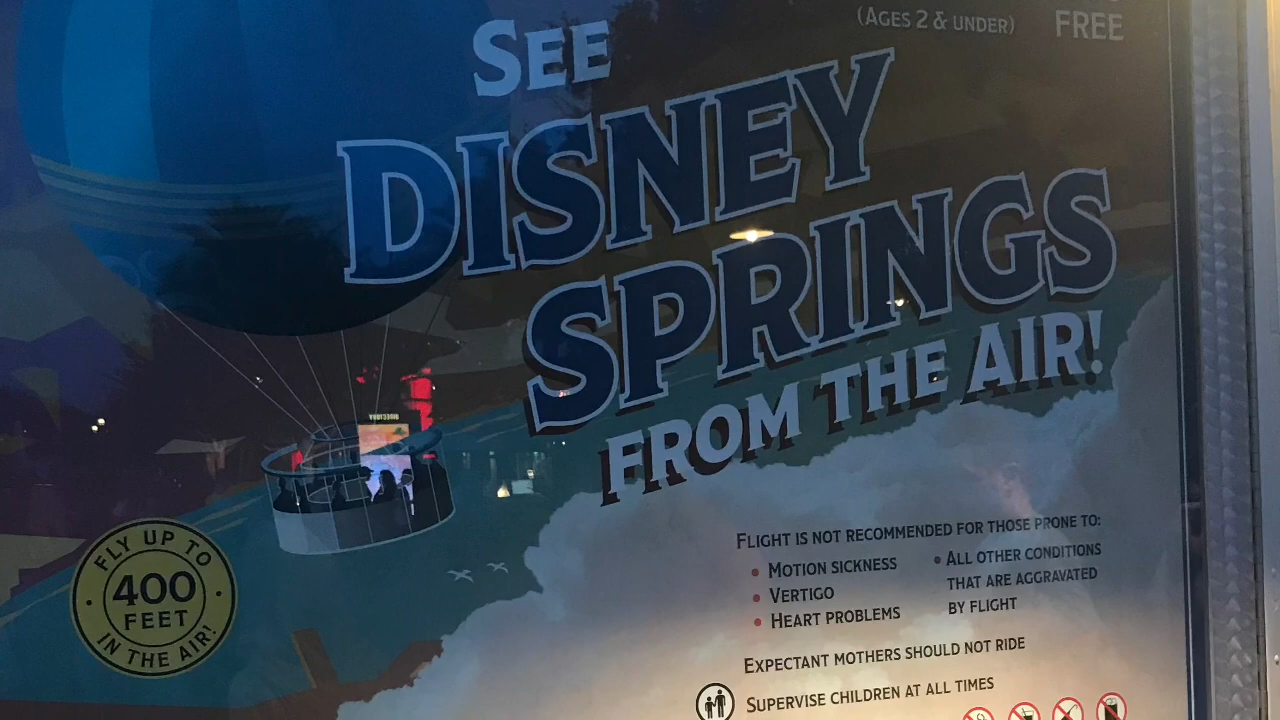 (AGES 2 & UNDER) FREE
SEE
DISNEY
SPRINGS
FROM THE AIR!
FLY UP TO
400
FEET
IN THE AIR!
FLIGHT IS NOT RECOMMENDED FOR THOSE PRONE TO:
• MOTION SICKNESS
• VERTIGO
• HEART PROBLEMS
• ALL OTHER CONDITIONS
THAT ARE AGGRAVATED
BY FLIGHT
EXPECTANT MOTHERS SHOULD NOT RIDE
SUPERVISE CHILDREN AT ALL TIMES